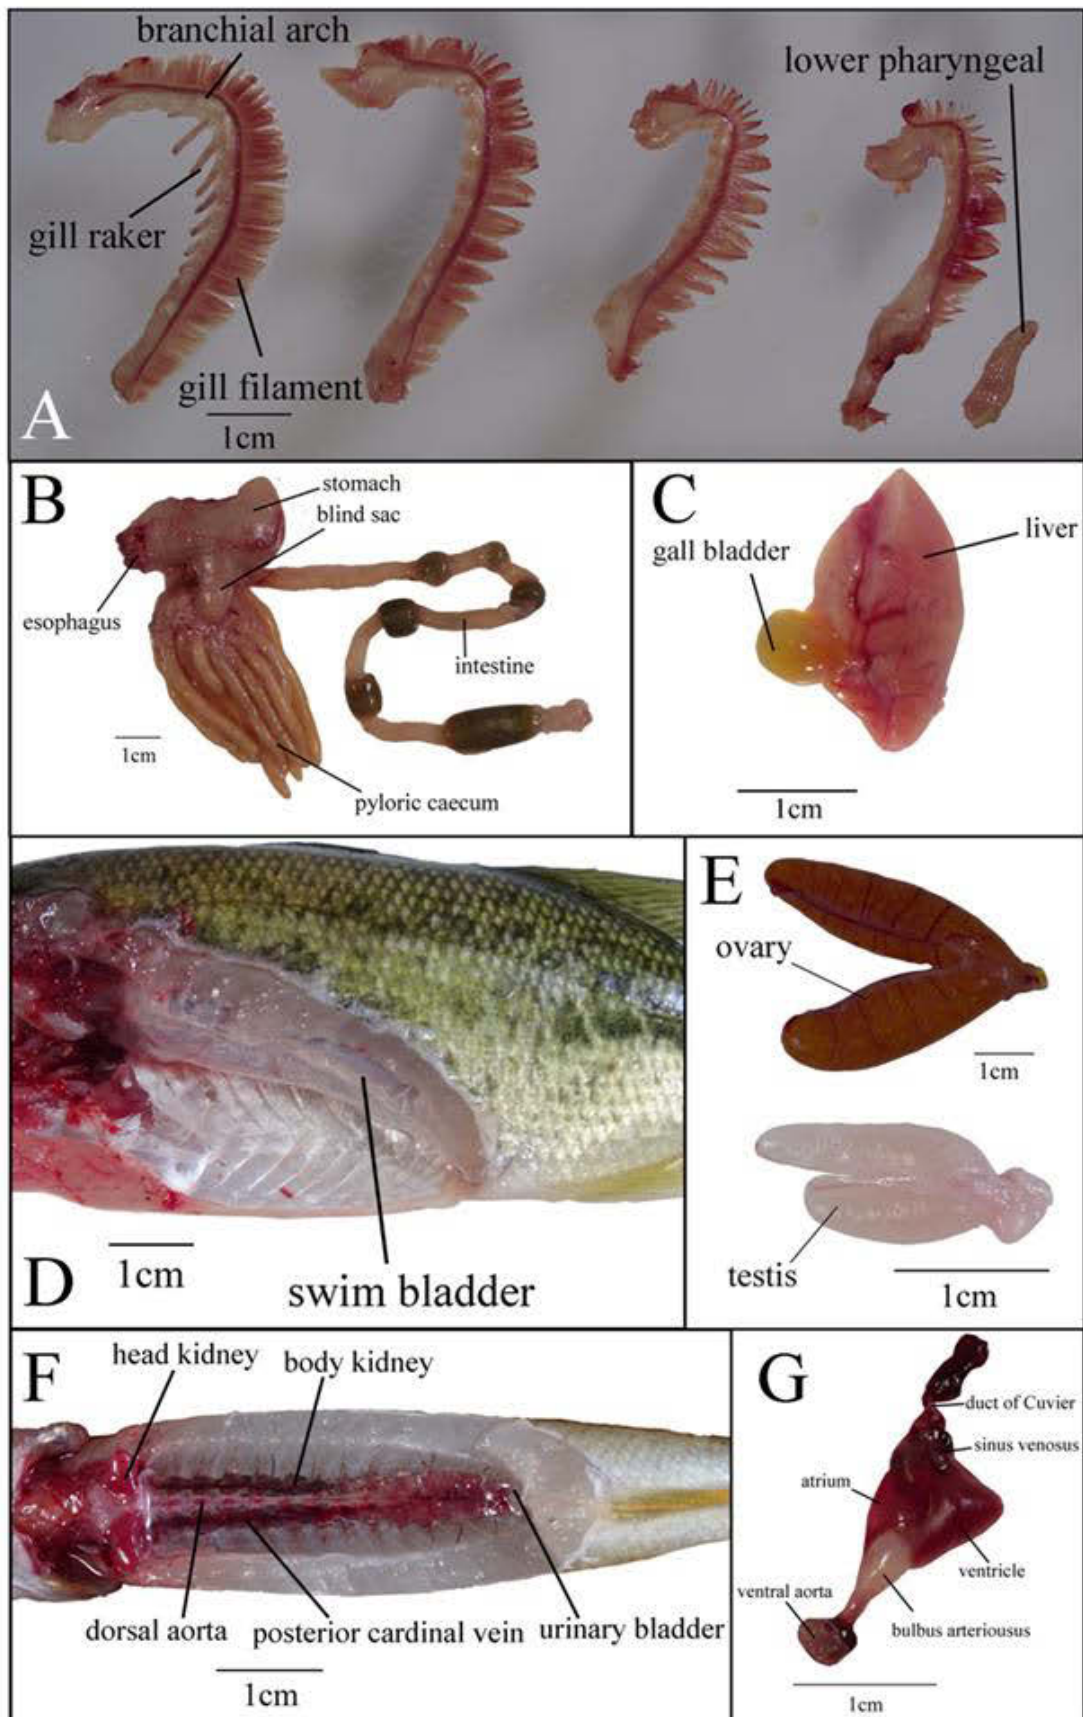 branchial arch
lower pharyngeal
gill raker
gill filament
A
1cm
B
stomach
blind sac
esophagus
intestine
1cm
pyloric caecum
C
liver
gall bladder
1cm
D
1cm
swim bladder
E
ovary
1cm
testis
1cm
F
head kidney
body kidney
dorsal aorta
posterior cardinal vein
urinary bladder
1cm
G
duct of Cuvier
sinus venosus
atrium
ventricle
ventral aorta
bulbus arteriousus
1cm